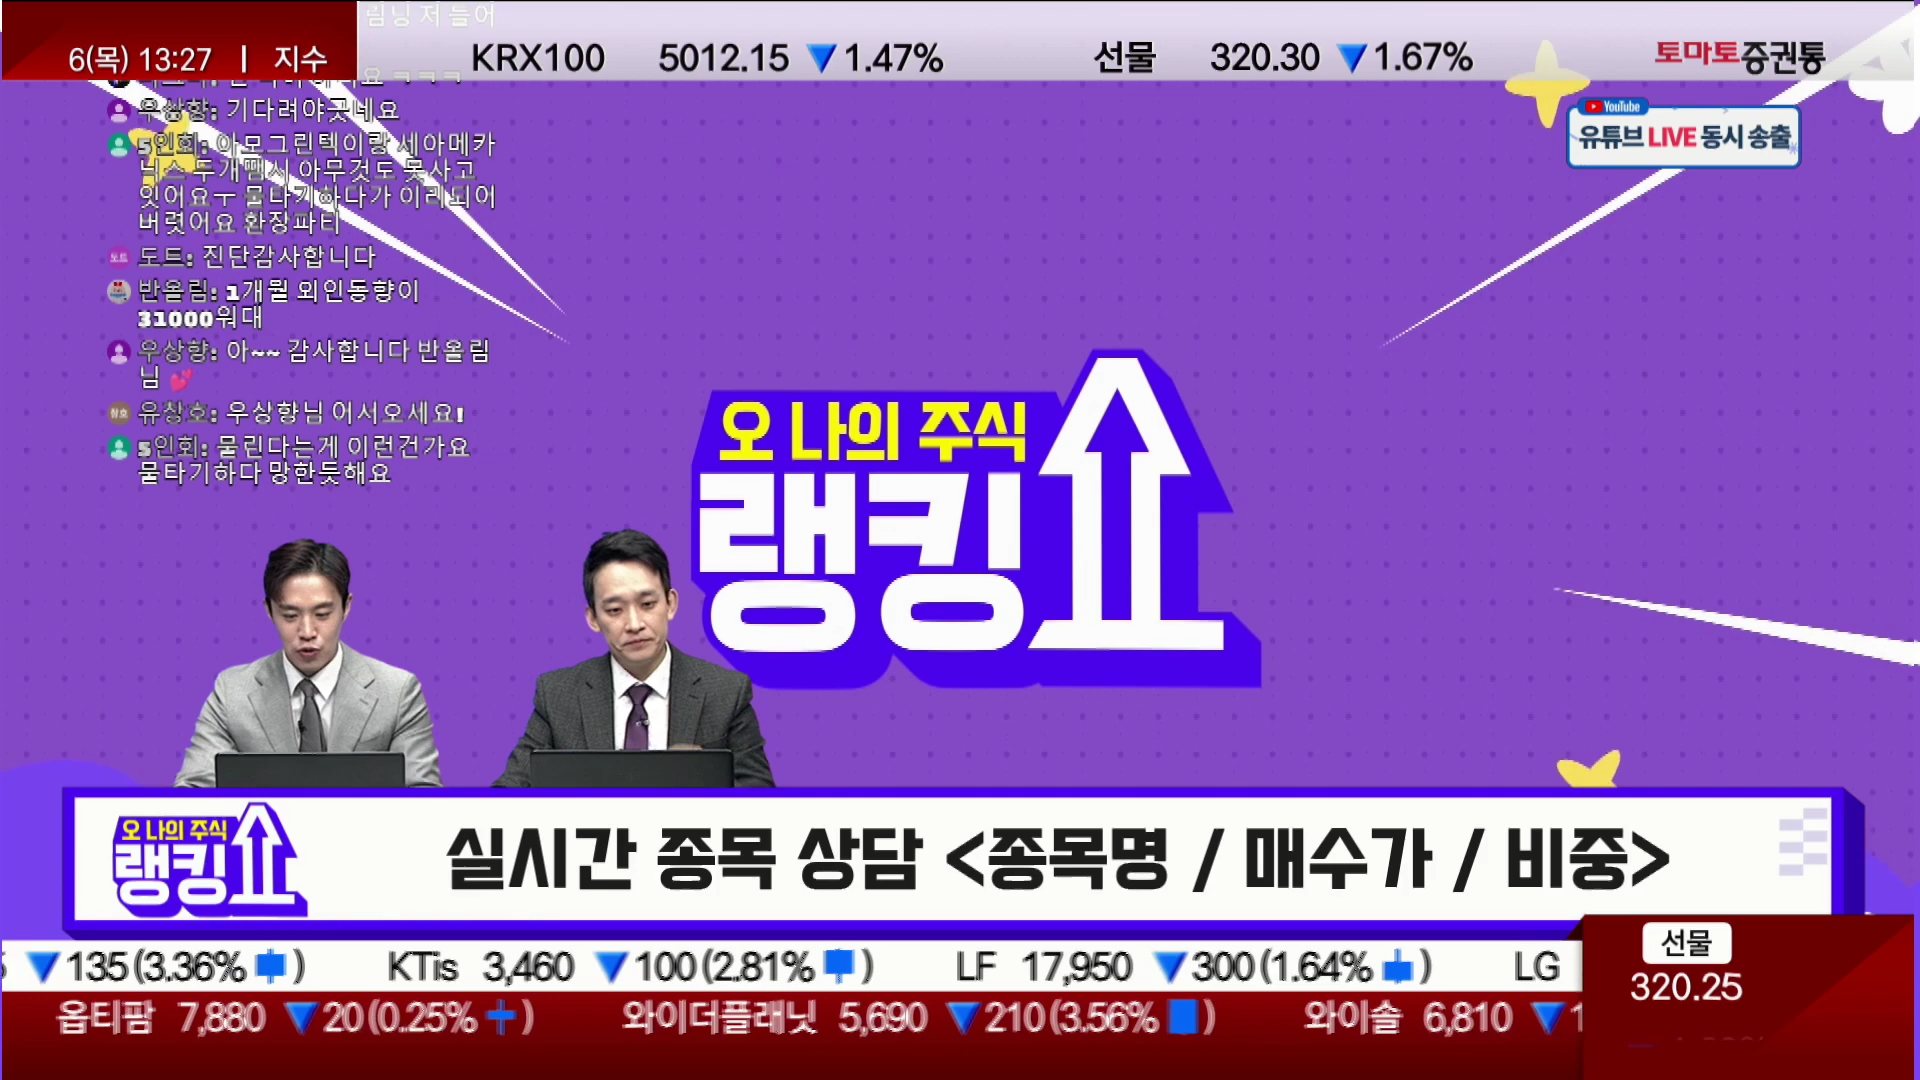 림닝 저 들어
6(목) 13:27 | 지수
KRX100 5012.15 ▼ 1.47%
선물 320.30 ▼ 1.67%
토마토증권통
YouTube
유튜브 LIVE 동시 송출
우상향: 기다려야긋네요
5인회: 아모그린텍이랑 세아메카
닉스 두개땜시 아무것도 못사고
잇어요ㅜ 물타기하다가 이리되어
버렷어요 환장파티
도트: 진단감사합니다
반올림: 1개월 외인동향이
31000워대
우상향: 아~~ 감사합니다 반올림
님 💕
유창호: 우상향님 어서오세요!
5인회: 물린다는게 이런건가요
물타기하다 망한듯해요
오 나의 주식
랭킹쇼
오 나의 주식
랭킹쇼
실시간 종목 상담 <종목명 / 매수가 / 비중>
▼ 135 (3.36% ) KTis 3,460 ▼ 100 (2.81% ) LF 17,950 ▼ 300 (1.64% ) LG
옵티팜 7,880 ▼ 20 (0.25% ) 와이더플래닛 5,690 ▼ 210 (3.56% ) 와이솔 6,810 ▼ 1
선물
320.25